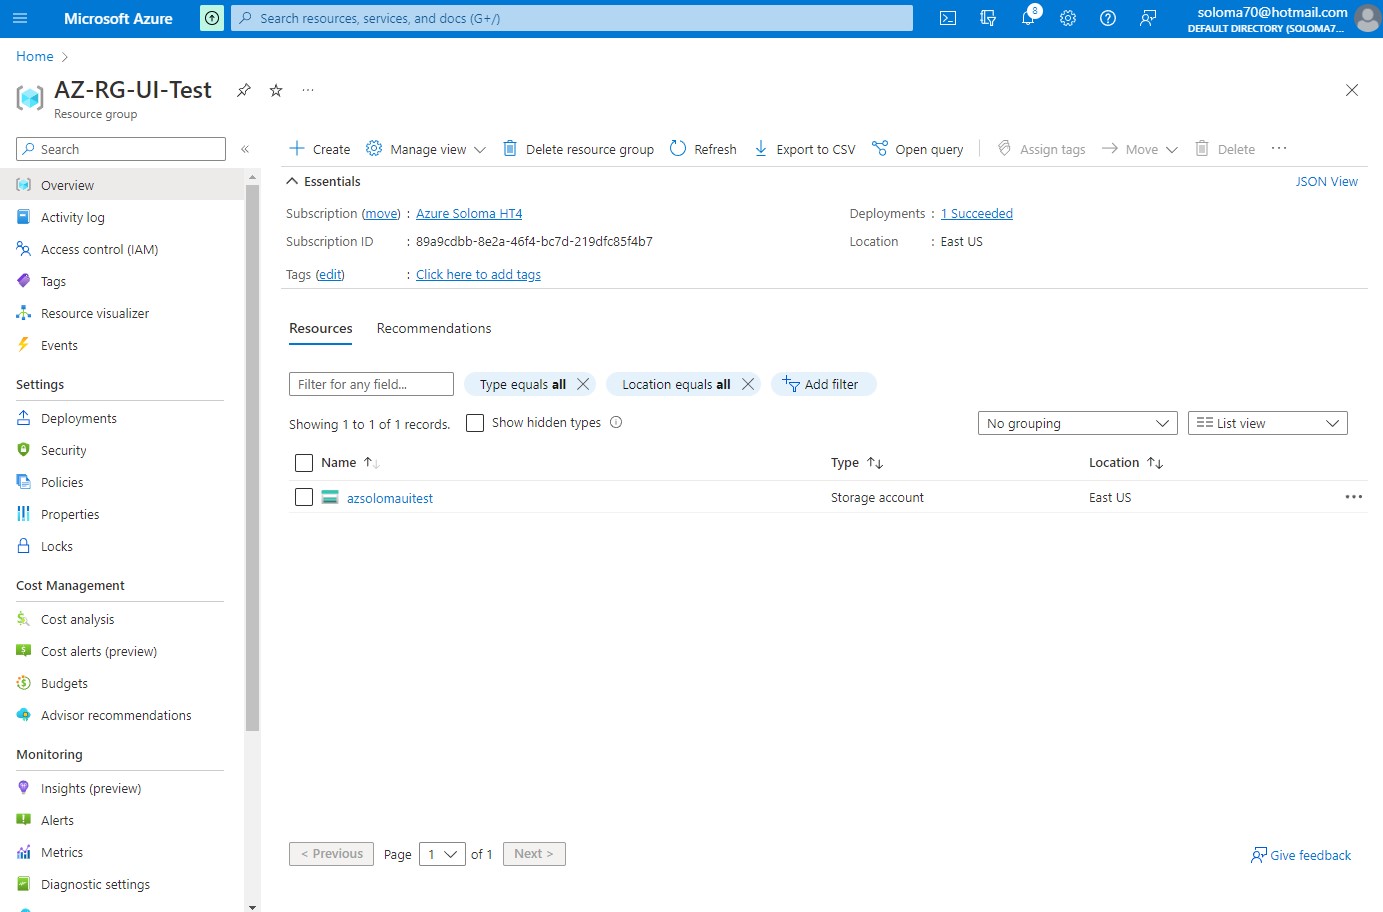 Microsoft Azure
Search resources, services, and docs (G+/)
8
soloma70@hotmail.com
DEFAULT DIRECTORY (SOLOMA7...
Home
AZ-RG-UI-Test
...
Resource group
Search
«
Create
Manage view
Delete resource group
Refresh
Export to CSV
Open query
Assign tags
Move
Delete
...
Overview
Activity log
Access control (IAM)
Tags
Resource visualizer
Events
Settings
Deployments
Security
Policies
Properties
Locks
Cost Management
Cost analysis
Cost alerts (preview)
Budgets
Advisor recommendations
Monitoring
Insights (preview)
Alerts
Metrics
Diagnostic settings
Essentials
JSON View
Subscription (move) : Azure Soloma HT4
Subscription ID : 89a9cdbb-8e2a-46f4-bc7d-219dfc85f4b7
Tags (edit) : Click here to add tags
Deployments : 1 Succeeded
Location : East US
Resources
Recommendations
Filter for any field...
Type equals all
Location equals all
Add filter
Showing 1 to 1 of 1 records.
Show hidden types
No grouping
List view
Name
Type
Location
azsolomauitest
Storage account
East US
...
< Previous
Page 1 of 1
Next >
Give feedback